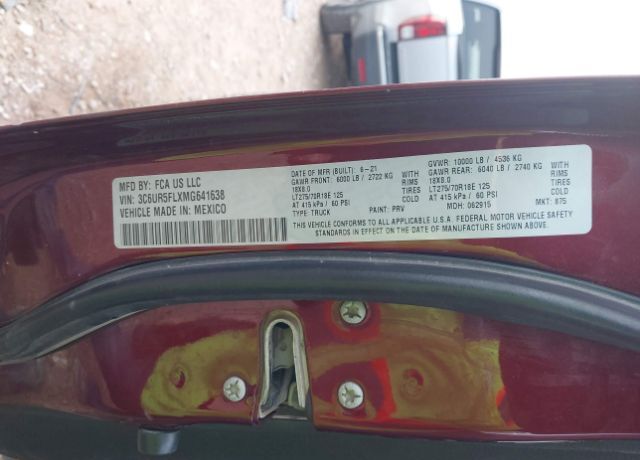 MFD BY: FCA US LLC
VIN: 3C6UR5FLXMG641638
VEHICLE MADE IN: MEXICO
DATE OF MFR (BUILT): 6-21
GAWR FRONT: 6000 LB / 2722 KG
18X8.0 RIMS
LT275/70R18E 125 TIRES
AT 415 kPa / 60 PSI COLD
TYPE: TRUCK PAINT: PRV
GVWR: 10000 LB / 4536 KG
GAWR REAR: 6040 LB / 2740 KG
18X8.0 RIMS
LT275/70R18E 125 TIRES
AT 415 kPa / 60 PSI COLD
MDH: 062915 MKT: 875
THIS VEHICLE CONFORMS TO ALL APPLICABLE U.S.A. FEDERAL MOTOR VEHICLE SAFETY
STANDARDS IN EFFECT ON THE DATE OF MANUFACTURE SHOWN ABOVE.